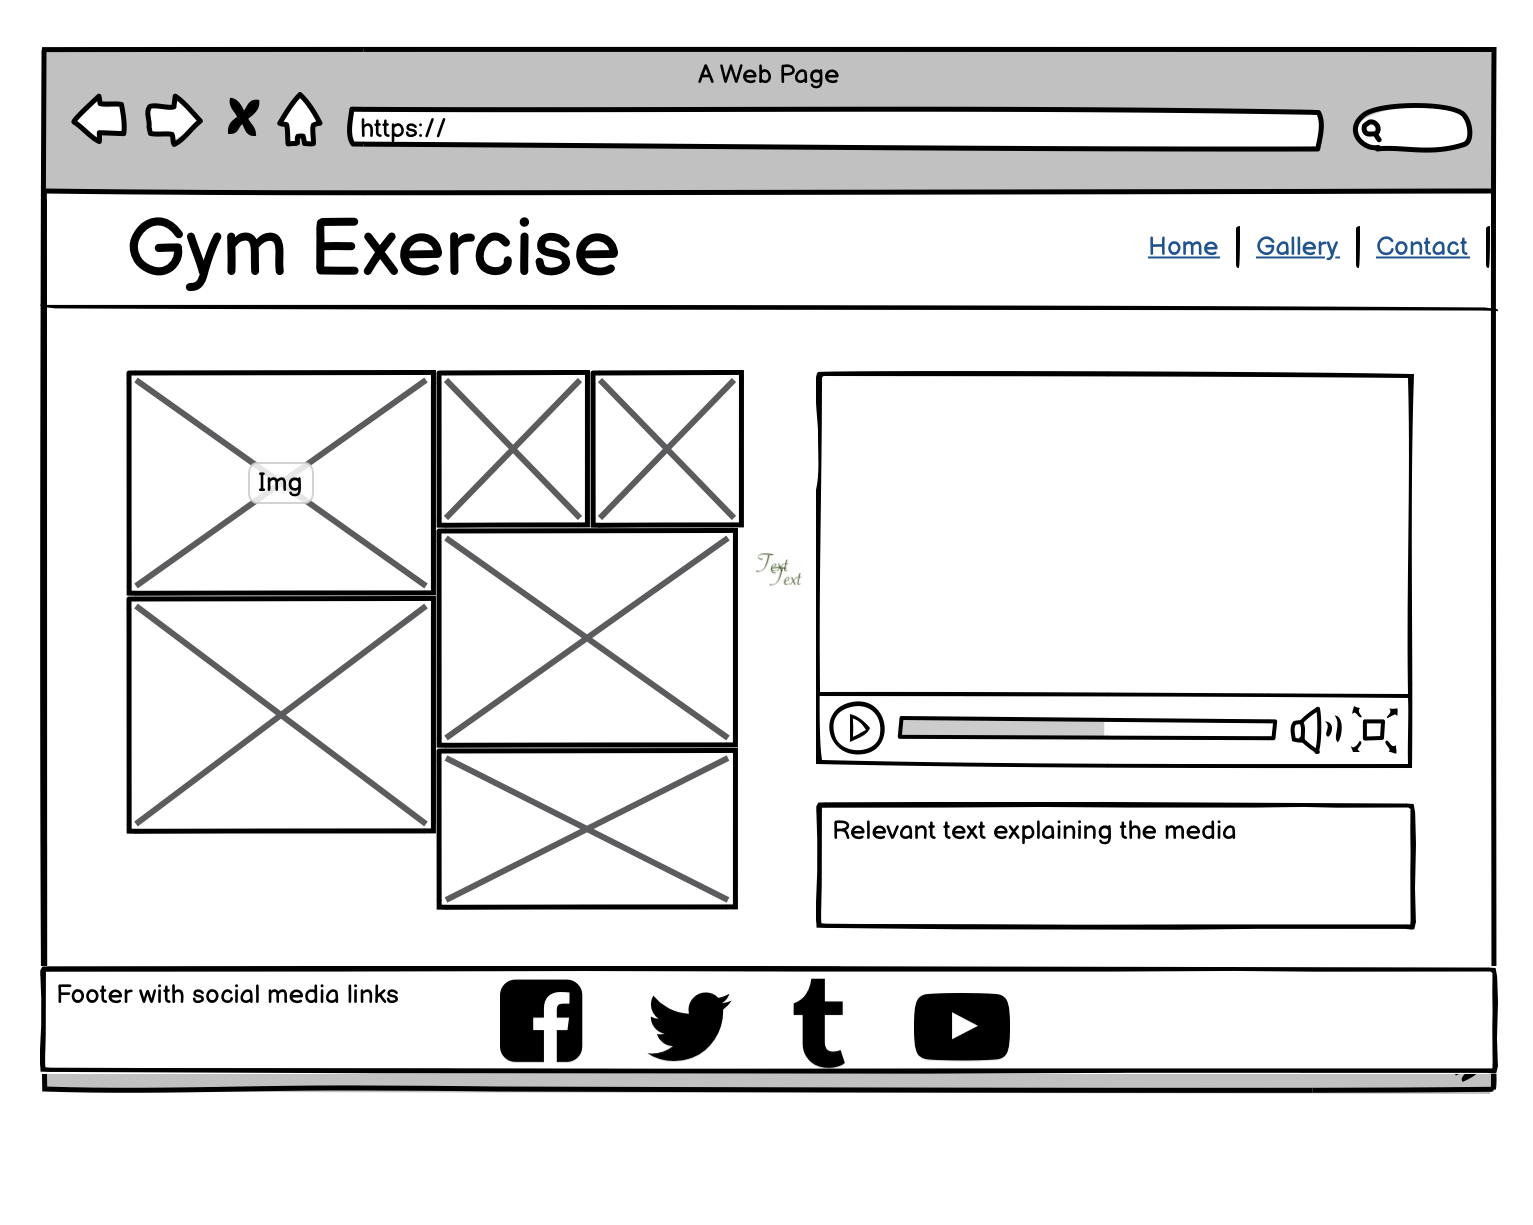 A Web Page
https://
Gym Exercise
Home
Gallery
Contact
Img
Text
Text
Relevant text explaining the media
Footer with social media links